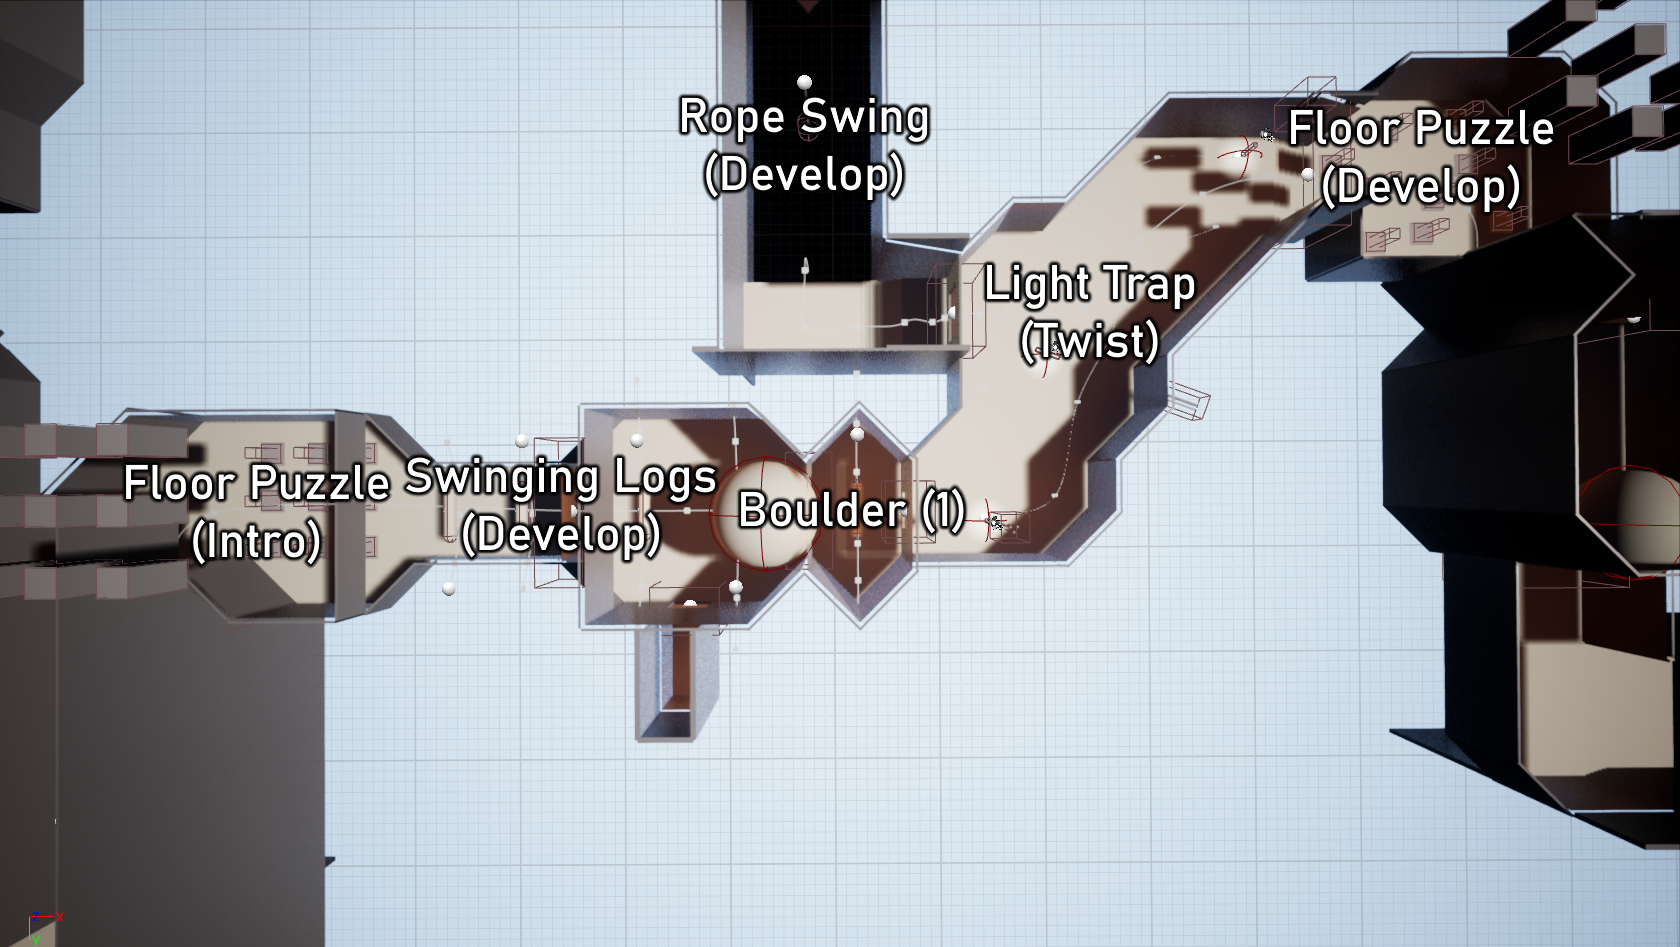 Rope Swing
(Develop)
Floor Puzzle
(Develop)
Light Trap
(Twist)
Floor Puzzle
(Intro)
Swinging Logs
(Develop)
Boulder (1)
Z
X
Y